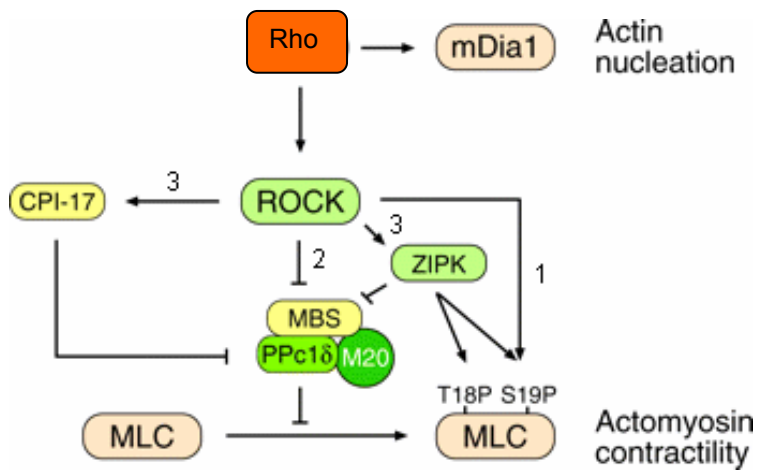 Rho
mDia1
Actin
nucleation
3
CPI-17
ROCK
3
2
ZIPK
1
MBS
PPc1δ
M20
T18P S19P
MLC
MLC
Actomyosin
contractility